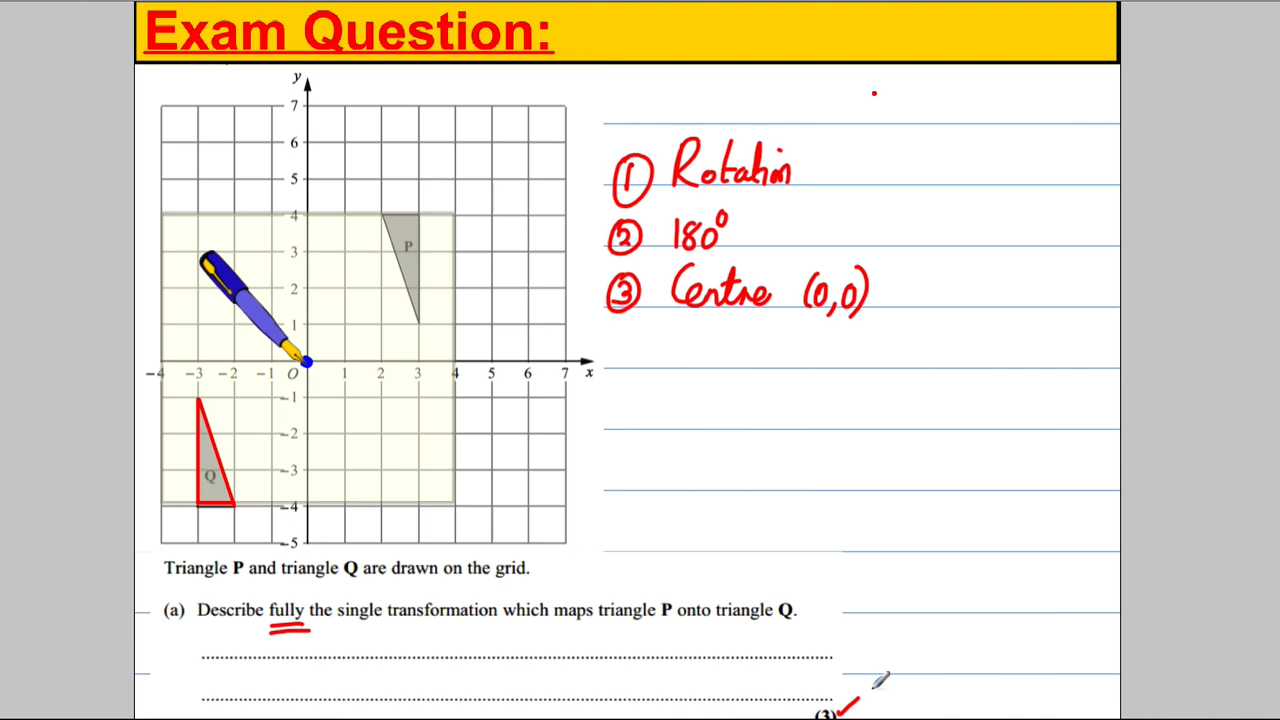 Exam Question:
y
7
6
5
4
3
2
1
-4 -3 -2 -1 O 1 2 3 4 5 6 7 x
-1
-2
-3
-4
-5
P
Q
① Rotation
② 180°
③ Centre (0,0)
Triangle P and triangle Q are drawn on the grid.
(a) Describe fully the single transformation which maps triangle P onto triangle Q.
(3)